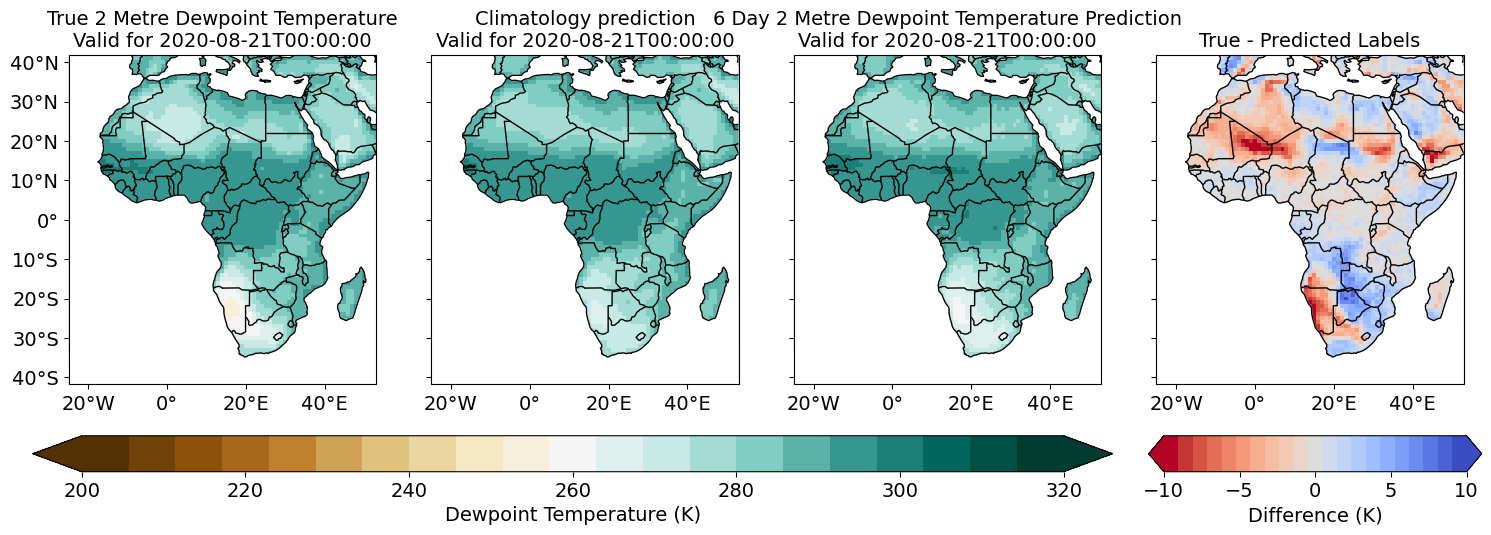 True 2 Metre Dewpoint Temperature
Valid for 2020-08-21T00:00:00
Climatology prediction
Valid for 2020-08-21T00:00:00
6 Day 2 Metre Dewpoint Temperature Prediction
Valid for 2020-08-21T00:00:00
True - Predicted Labels
40°N
30°N
20°N
10°N
0°
10°S
20°S
30°S
40°S
20°W 0° 20°E 40°E
20°W 0° 20°E 40°E
20°W 0° 20°E 40°E
20°W 0° 20°E 40°E
200 220 240 260 280 300 320
Dewpoint Temperature (K)
−10 −5 0 5 10
Difference (K)